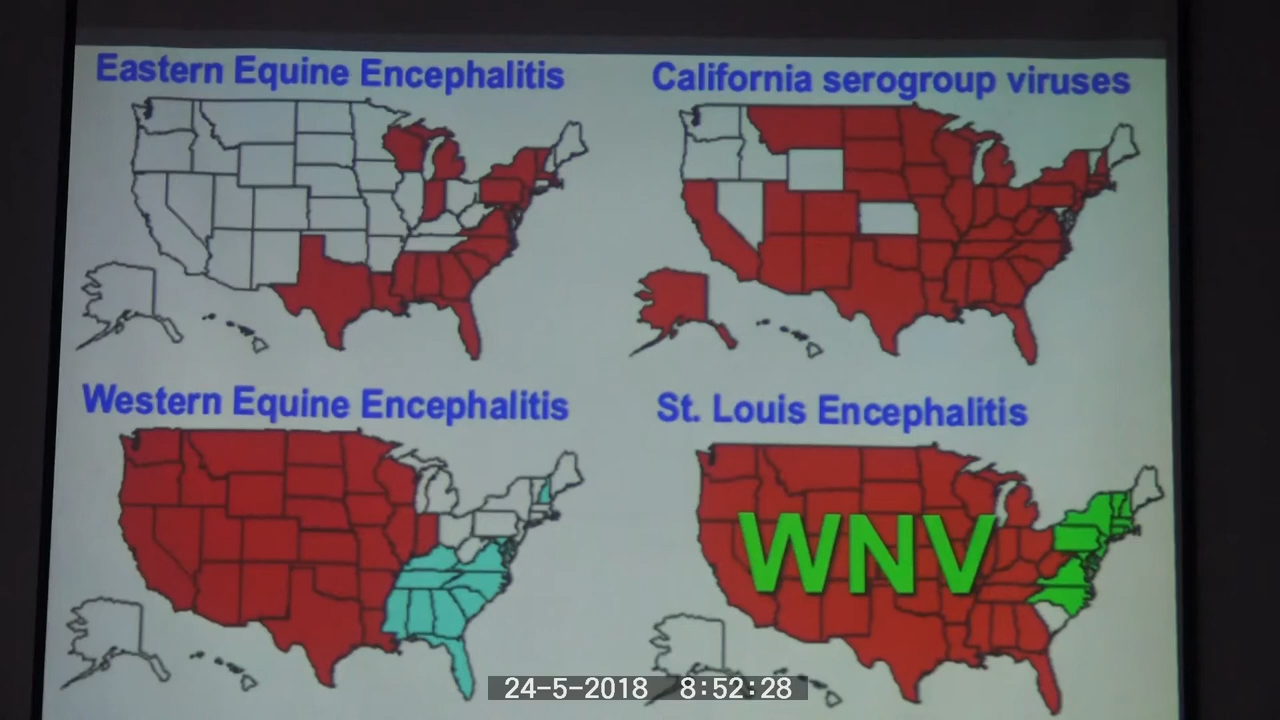 Eastern Equine Encephalitis
California serogroup viruses
Western Equine Encephalitis
St. Louis Encephalitis
WNV
24-5-2018 8:52:28